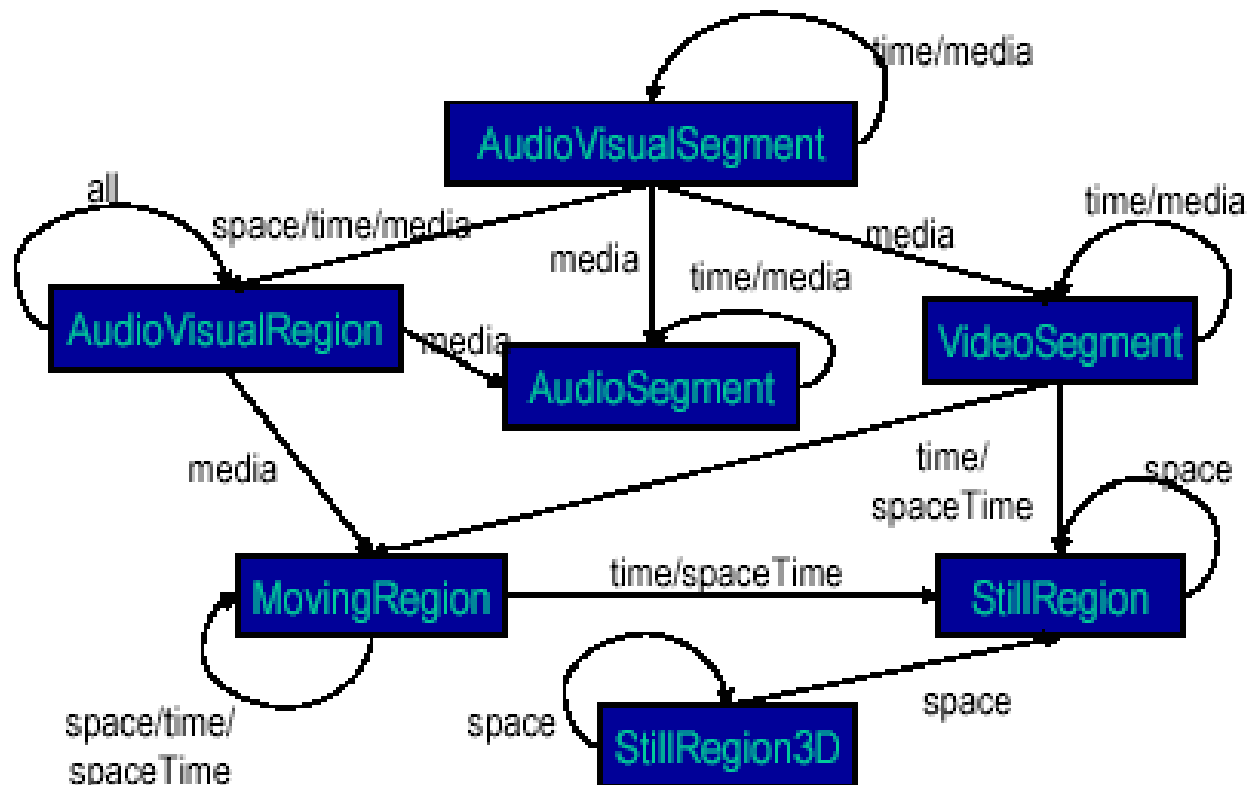 time/media
AudioVisualSegment
all
space/time/media
media
media
time/media
time/media
AudioVisualRegion
media
AudioSegment
VideoSegment
media
time/
spaceTime
space
MovingRegion
time/spaceTime
StillRegion
space/time/
spaceTime
space
StillRegion3D
space